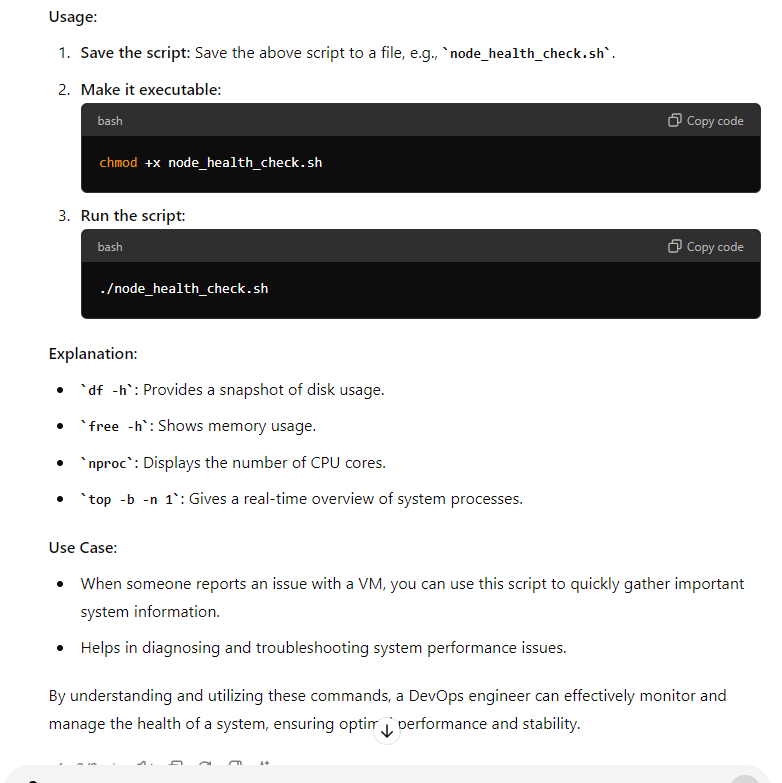 Usage:
1. Save the script: Save the above script to a file, e.g., `node_health_check.sh`.
2. Make it executable:
bash
Copy code
chmod +x node_health_check.sh
3. Run the script:
bash
Copy code
./node_health_check.sh
Explanation:
• `df -h`: Provides a snapshot of disk usage.
• `free -h`: Shows memory usage.
• `nproc`: Displays the number of CPU cores.
• `top -b -n 1`: Gives a real-time overview of system processes.
Use Case:
• When someone reports an issue with a VM, you can use this script to quickly gather important
system information.
• Helps in diagnosing and troubleshooting system performance issues.
By understanding and utilizing these commands, a DevOps engineer can effectively monitor and
manage the health of a system, ensuring performance and stability.